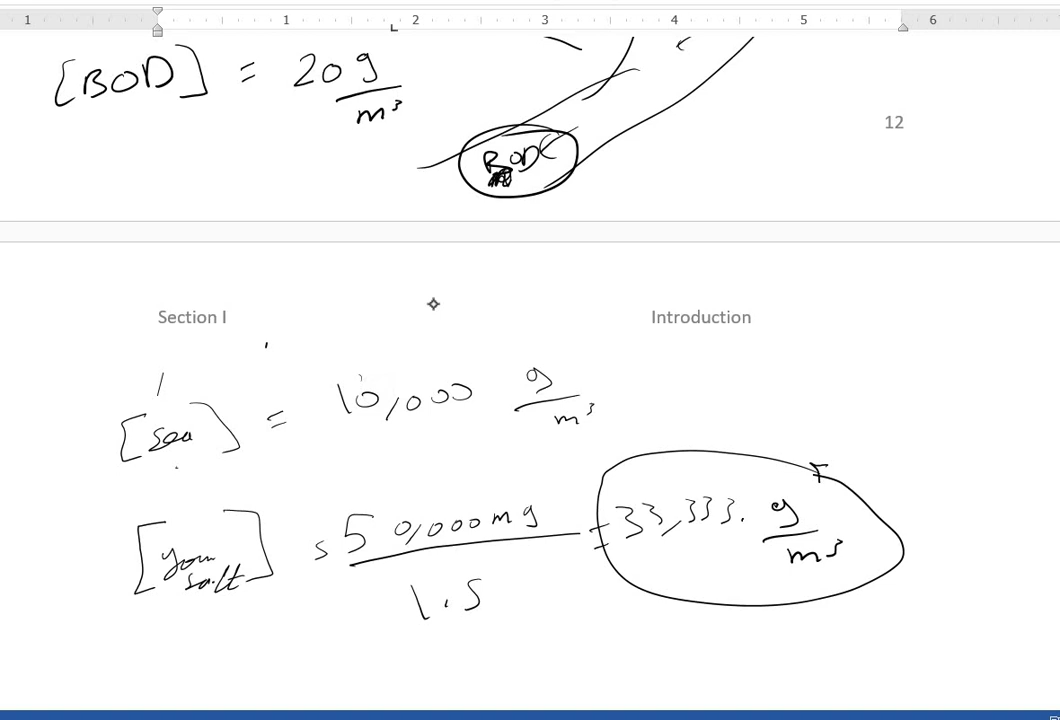 1 1 2 3 4 5 6
[BOD] = 20 g/m³
12
Section I Introduction
[sea] = 10,000 g/m³
[your salt] = 50,000 mg / 1.5 = 33,333. g/m³